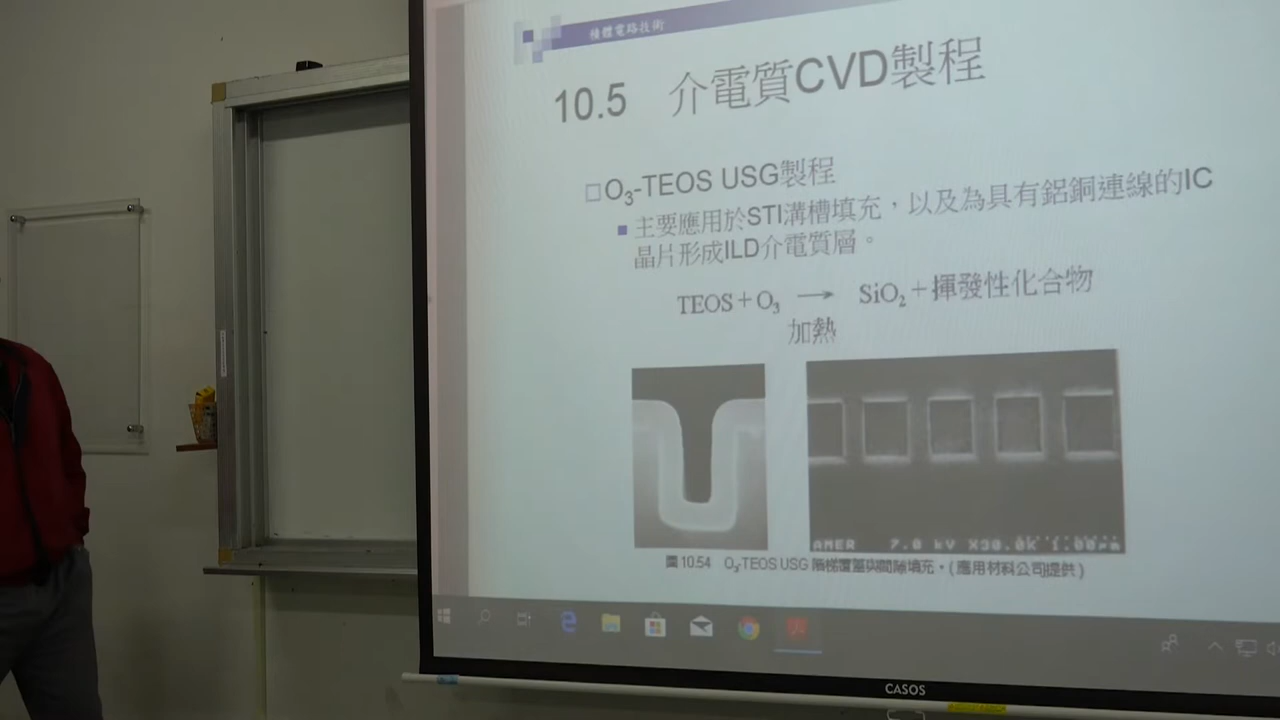 積體電路技術
10.5 介電質CVD製程
O₃-TEOS USG製程
主要應用於STI溝槽填充，以及為具有鋁銅連線的IC
晶片形成ILD介電質層。
TEOS + O₃ → SiO₂ + 揮發性化合物
加熱
AMER 7.0 kV X30.0K 1.00μm
圖 10.54 O₃-TEOS USG 階梯覆蓋與間隙填充。(應用材料公司提供)
CASOS